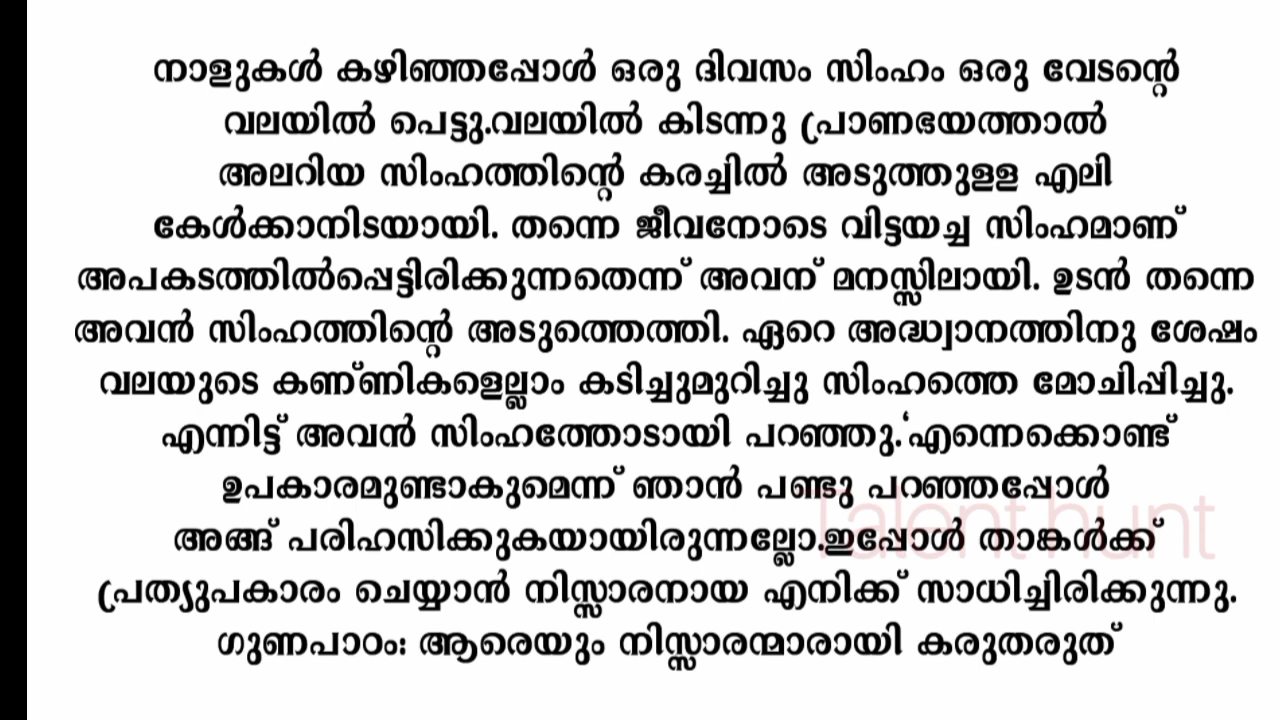 നാളുകൾ കഴിഞ്ഞപ്പോൾ ഒരു ദിവസം സിംഹം ഒരു വേടന്റെ
വലയിൽ പെട്ടു.വലയിൽ കിടന്നു പ്രാണഭയത്താൽ
അലറിയ സിംഹത്തിന്റെ കരച്ചിൽ അടുത്തുളള എലി
കേൾക്കാനിടയായി. തന്നെ ജീവനോടെ വിട്ടയച്ച സിംഹമാണ്
അപകടത്തിൽപ്പെട്ടിരിക്കുന്നതെന്ന് അവന് മനസ്സിലായി. ഉടൻ തന്നെ
അവൻ സിംഹത്തിന്റെ അടുത്തെത്തി. ഏറെ അദ്ധ്വാനത്തിനു ശേഷം
വലയുടെ കണ്ണികളെല്ലാം കടിച്ചുമുറിച്ചു സിംഹത്തെ മോചിപ്പിച്ചു.
എന്നിട്ട് അവൻ സിംഹത്തോടായി പറഞ്ഞു.‘എന്നെക്കൊണ്ട്
ഉപകാരമുണ്ടാകുമെന്ന് ഞാൻ പണ്ടു പറഞ്ഞപ്പോൾ
അങ്ങ് പരിഹസിക്കുകയായിരുന്നല്ലോ.ഇപ്പോൾ താങ്കൾക്ക്
പ്രത്യുപകാരം ചെയ്യാൻ നിസ്സാരനായ എനിക്ക് സാധിച്ചിരിക്കുന്നു.
ഗുണപാഠം: ആരെയും നിസ്സാരന്മാരായി കരുതരുത്
Talent hunt